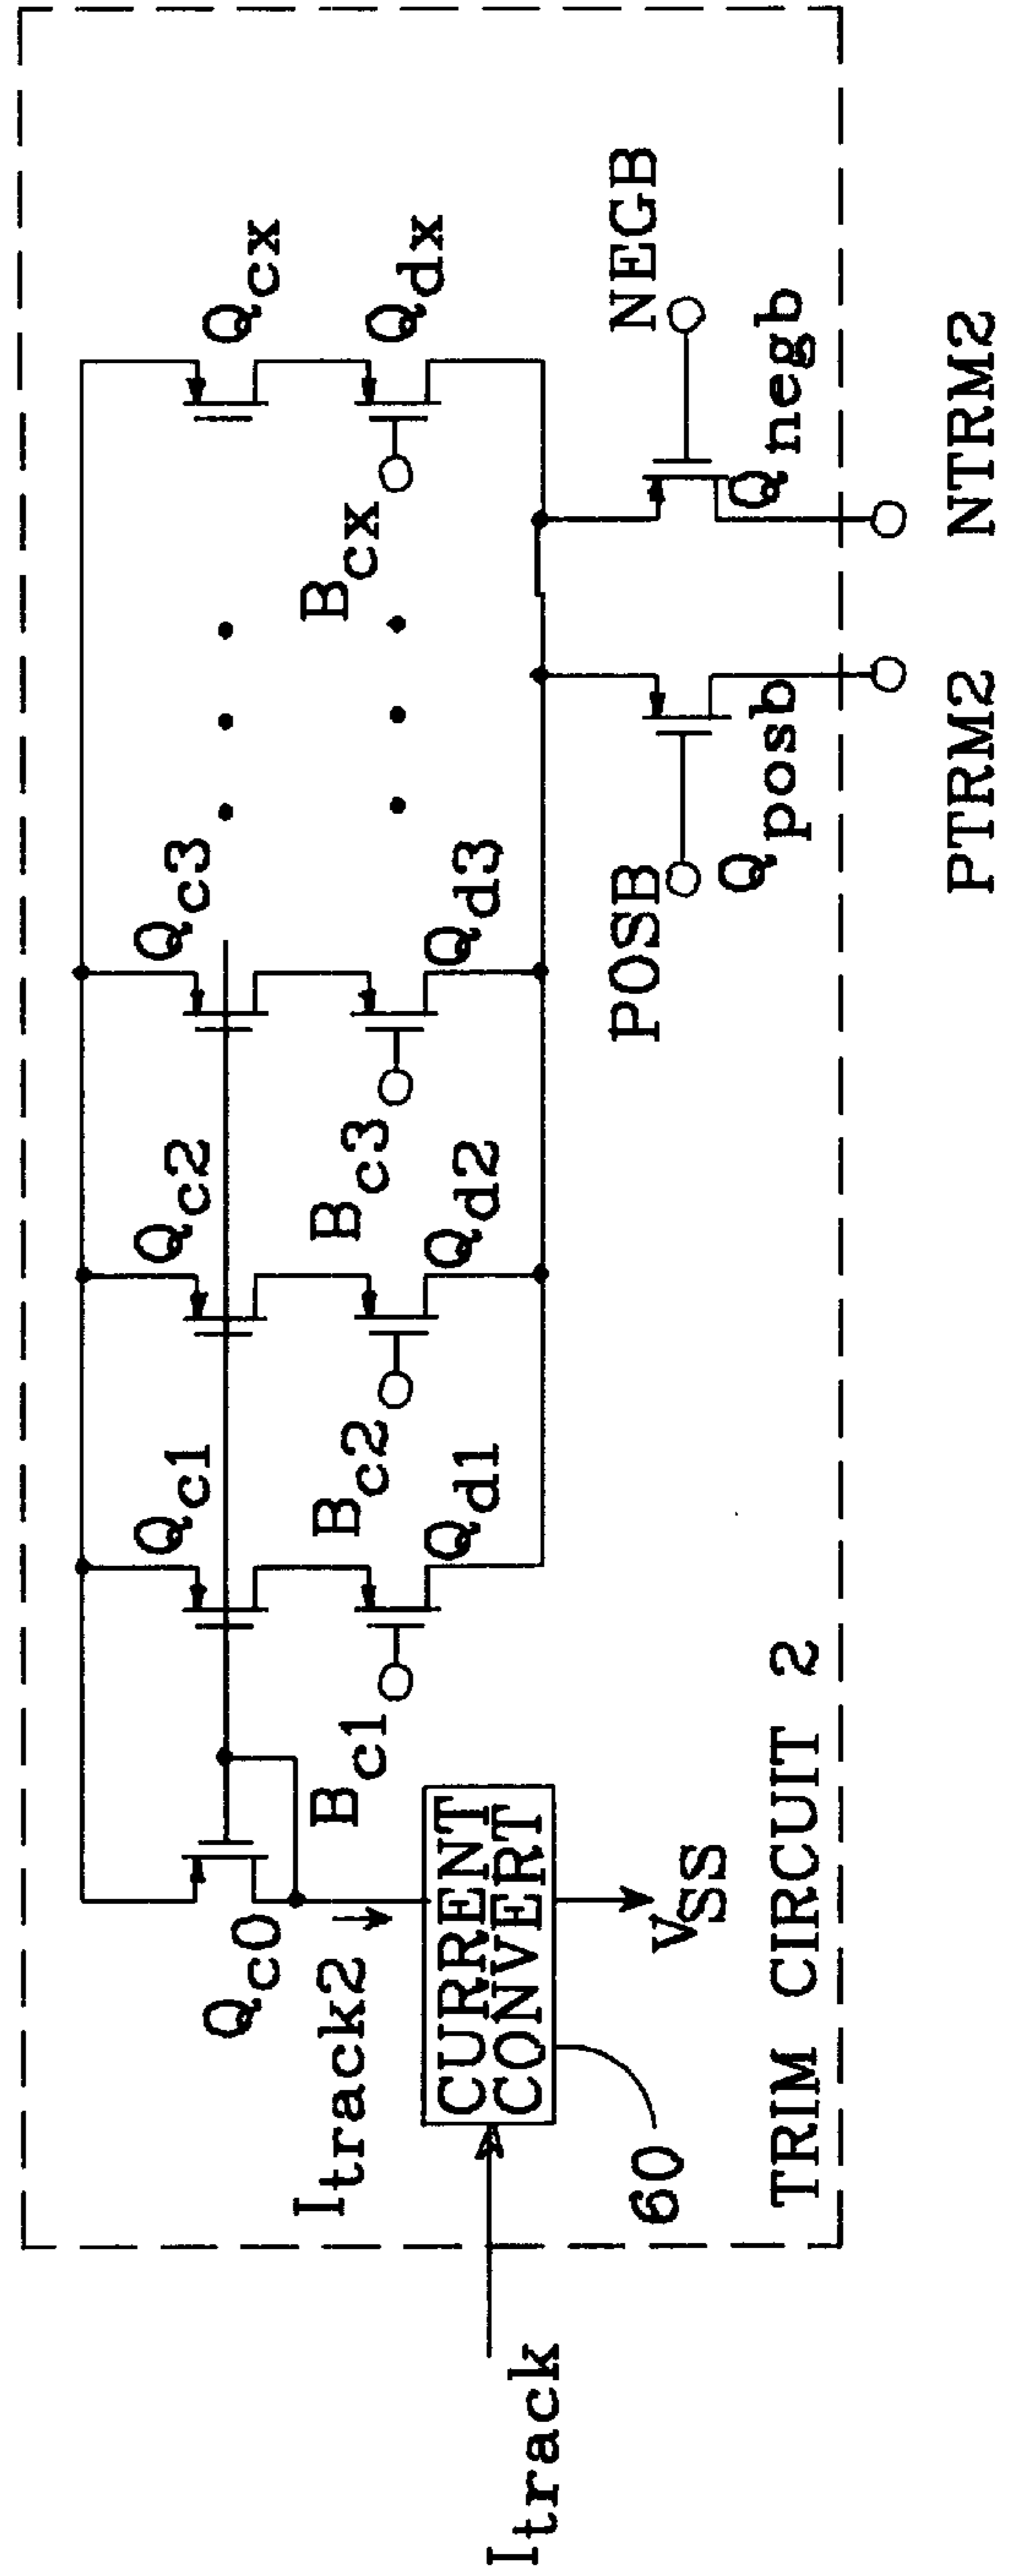 Qc0
Qc1
Qc2
Qc3
Qcx
Itrack2
Bc1
Qd1
Bc2
Qd2
Bc3
Qd3
Bcx
Qdx
Itrack
CURRENT
CONVERT
60
VSS
POSB
Qposb
NEGB
Qnegb
TRIM CIRCUIT 2
PTRM2
NTRM2